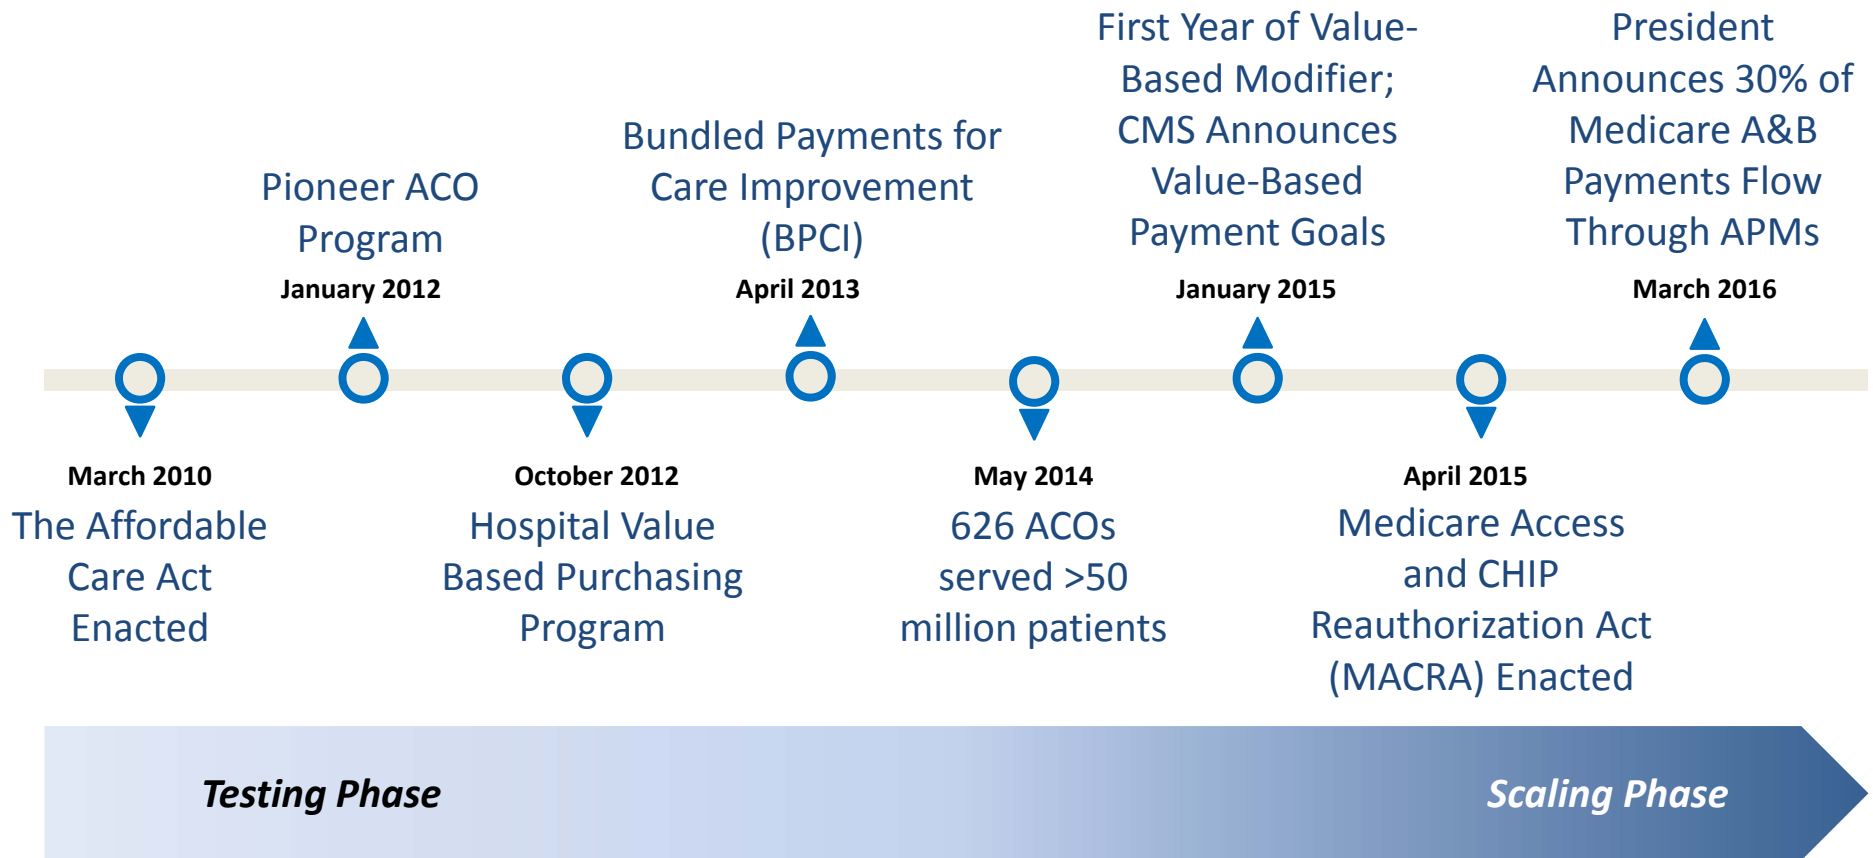 Pioneer ACO
Program
January 2012
Bundled Payments for
Care Improvement
(BPCI)
April 2013
First Year of Value-
Based Modifier;
CMS Announces
Value-Based
Payment Goals
January 2015
President
Announces 30% of
Medicare A&B
Payments Flow
Through APMs
March 2016
March 2010
The Affordable
Care Act
Enacted
October 2012
Hospital Value
Based Purchasing
Program
May 2014
626 ACOs
served >50
million patients
April 2015
Medicare Access
and CHIP
Reauthorization Act
(MACRA) Enacted
Testing Phase
Scaling Phase